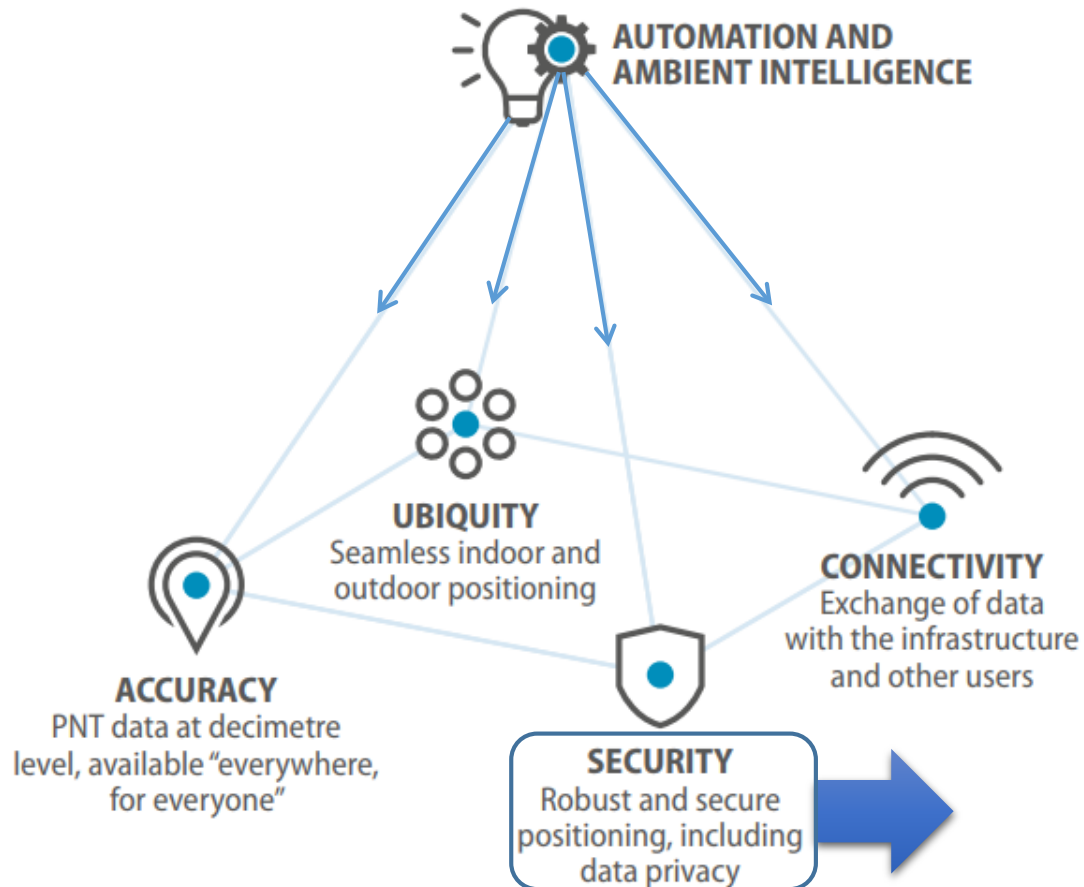 AUTOMATION AND
AMBIENT INTELLIGENCE
UBIQUITY
Seamless indoor and
outdoor positioning
CONNECTIVITY
Exchange of data
with the infrastructure
and other users
ACCURACY
PNT data at decimetre
level, available “everywhere,
for everyone”
SECURITY
Robust and secure
positioning, including
data privacy